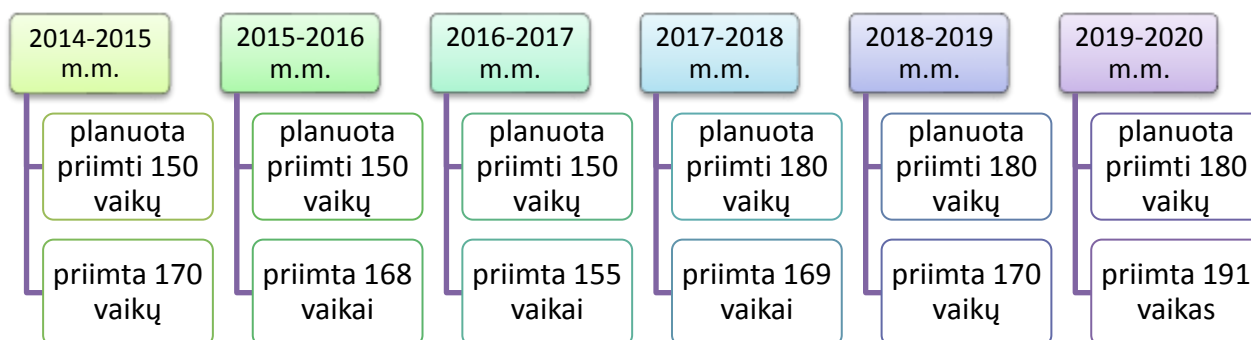 2014-2015
m.m.
planuota
priimti 150
vaikų
priimta 170
vaikų
2015-2016
m.m.
planuota
priimti 150
vaikų
priimta 168
vaikai
2016-2017
m.m.
planuota
priimti 150
vaikų
priimta 155
vaikai
2017-2018
m.m.
planuota
priimti 180
vaikų
priimta 169
vaikai
2018-2019
m.m.
planuota
priimti 180
vaikų
priimta 170
vaikų
2019-2020
m.m.
planuota
priimti 180
vaikų
priimta 191
vaikas